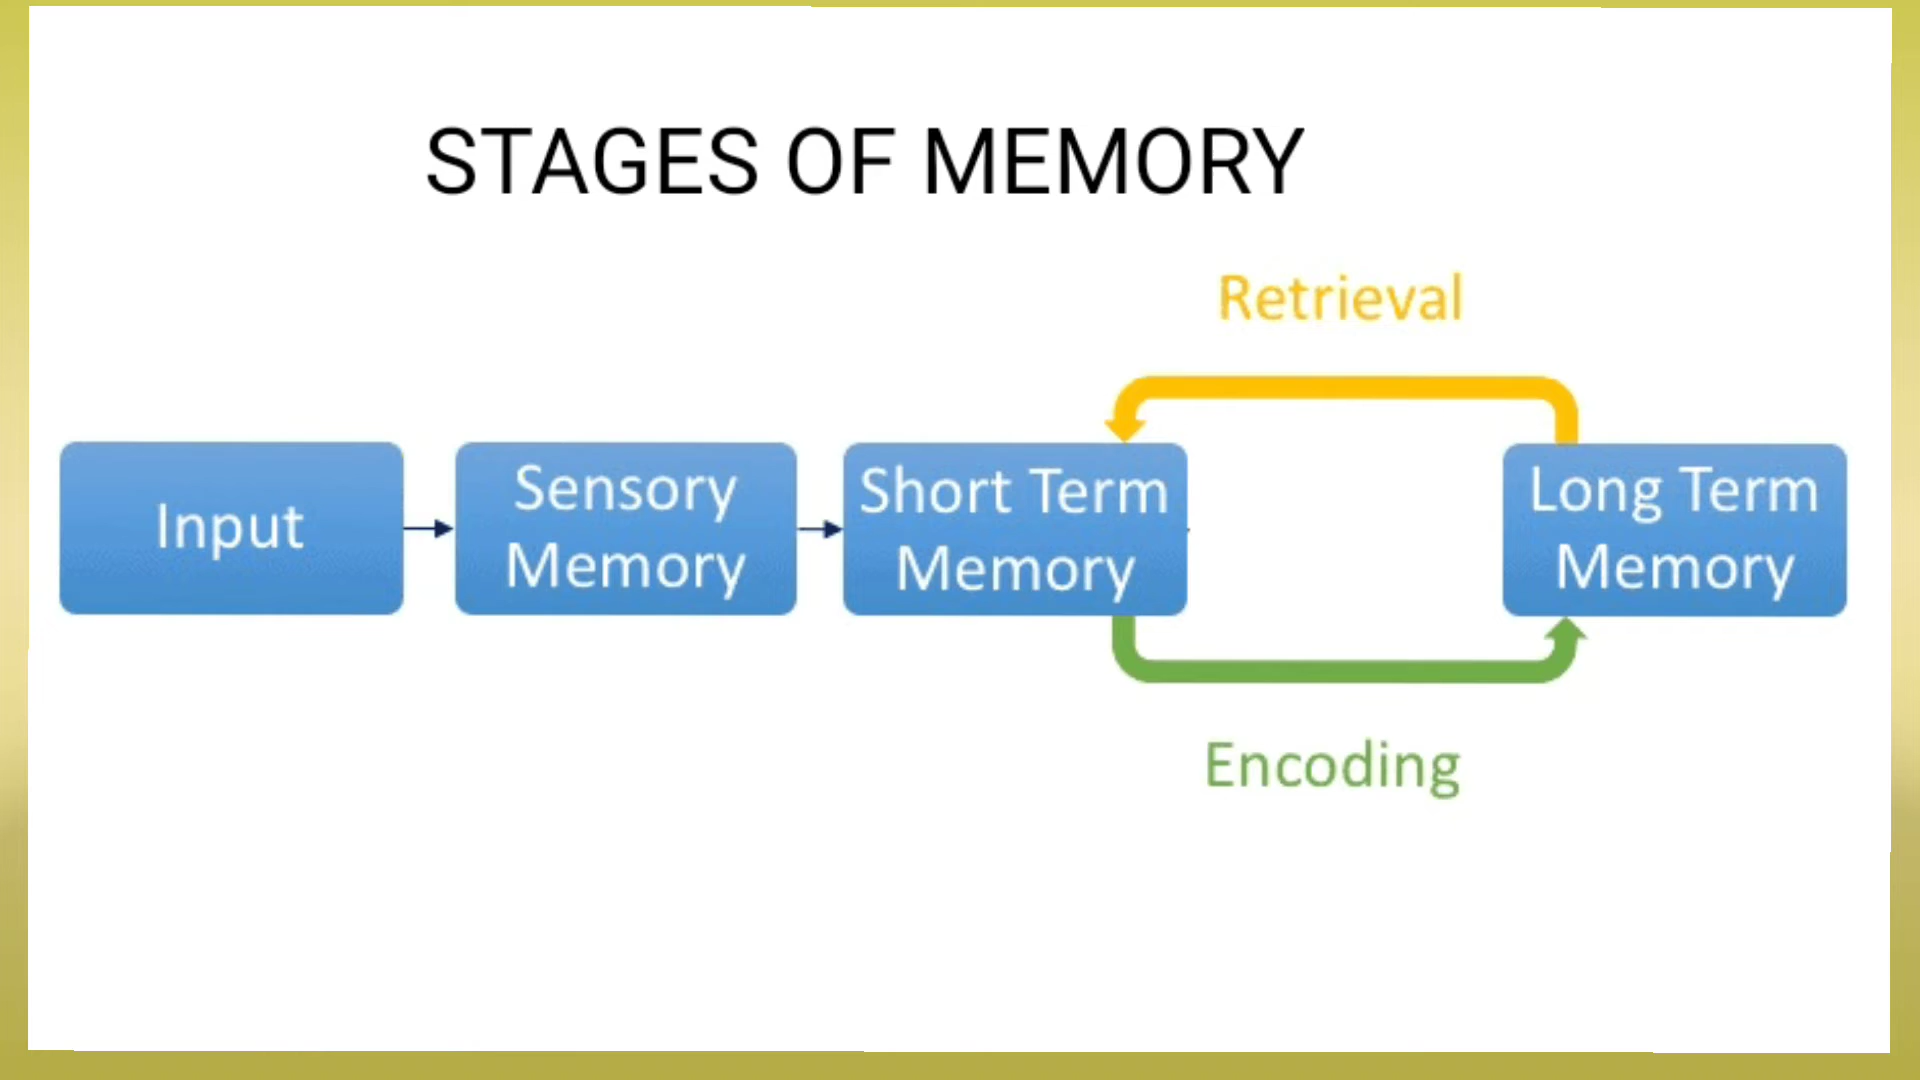 STAGES OF MEMORY
Retrieval
Input
Sensory
Memory
Short Term
Memory
Long Term
Memory
Encoding